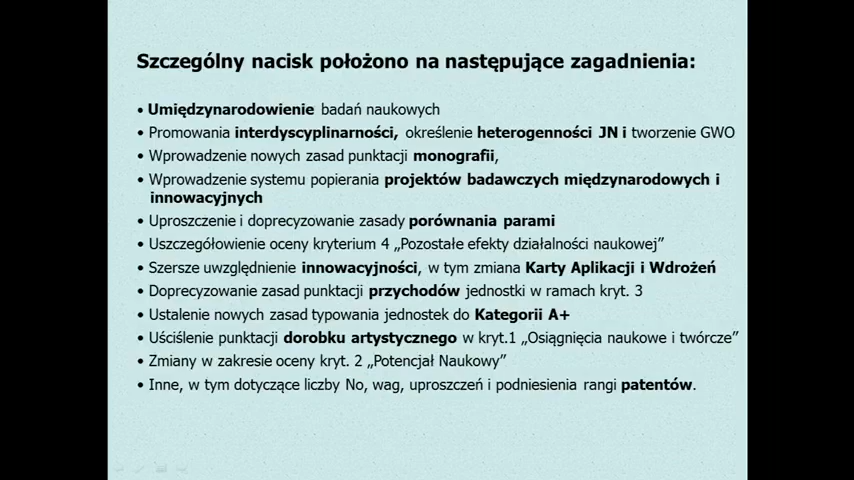 Szczególny nacisk położono na następujące zagadnienia:
• Umiędzynarodowienie badań naukowych
• Promowania interdyscyplinarności, określenie heterogenności JN i tworzenie GWO
• Wprowadzenie nowych zasad punktacji monografii,
• Wprowadzenie systemu popierania projektów badawczych międzynarodowych i
innowacyjnych
• Uproszczenie i doprecyzowanie zasady porównania parami
• Uszczegółowienie oceny kryterium 4 „Pozostałe efekty działalności naukowej”
• Szersze uwzględnienie innowacyjności, w tym zmiana Karty Aplikacji i Wdrożeń
• Doprecyzowanie zasad punktacji przychodów jednostki w ramach kryt. 3
• Ustalenie nowych zasad typowania jednostek do Kategorii A+
• Uściślenie punktacji dorobku artystycznego w kryt.1 „Osiągnięcia naukowe i twórcze”
• Zmiany w zakresie oceny kryt. 2 „Potencjał Naukowy”
• Inne, w tym dotyczące liczby No, wag, uproszczeń i podniesienia rangi patentów.